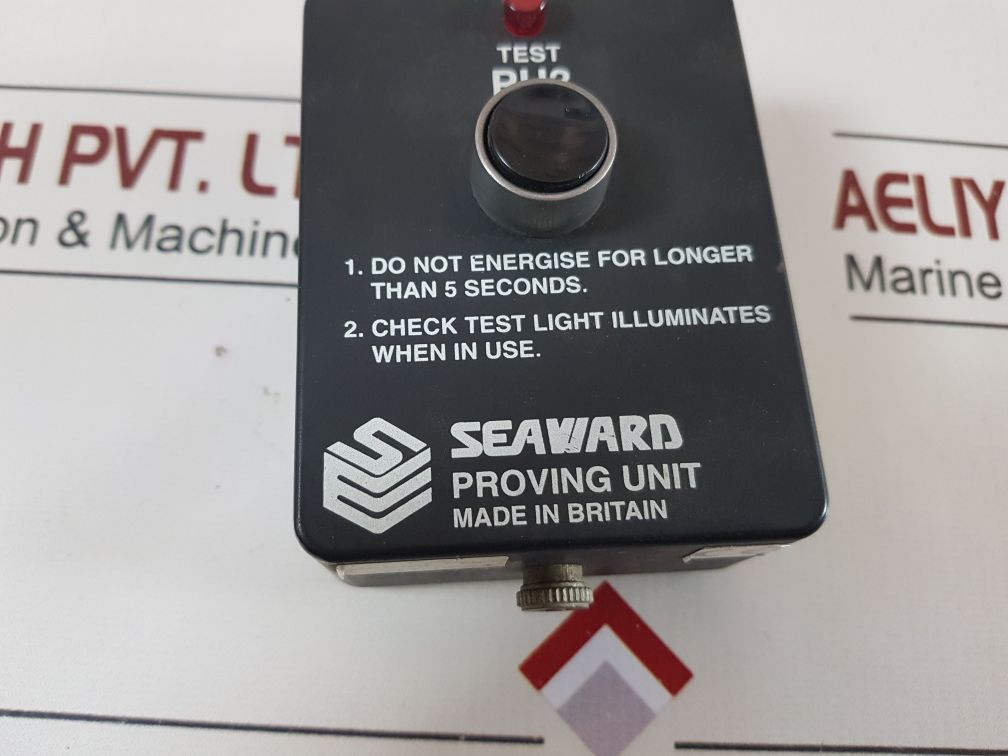 TEST
PU2
H PVT. LT
on & Machine
AELIY
Marine
1. DO NOT ENERGISE FOR LONGER
THAN 5 SECONDS.
2. CHECK TEST LIGHT ILLUMINATES
WHEN IN USE.
SEAWARD
PROVING UNIT
MADE IN BRITAIN